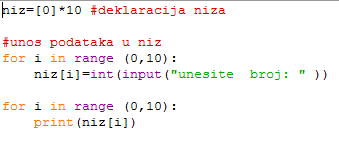 niz=[0]*10 #deklaracija niza

#unos podataka u niz
for i in range (0,10):
    niz[i]=int(input("unesite  broj: " ))

for i in range (0,10):
    print(niz[i])